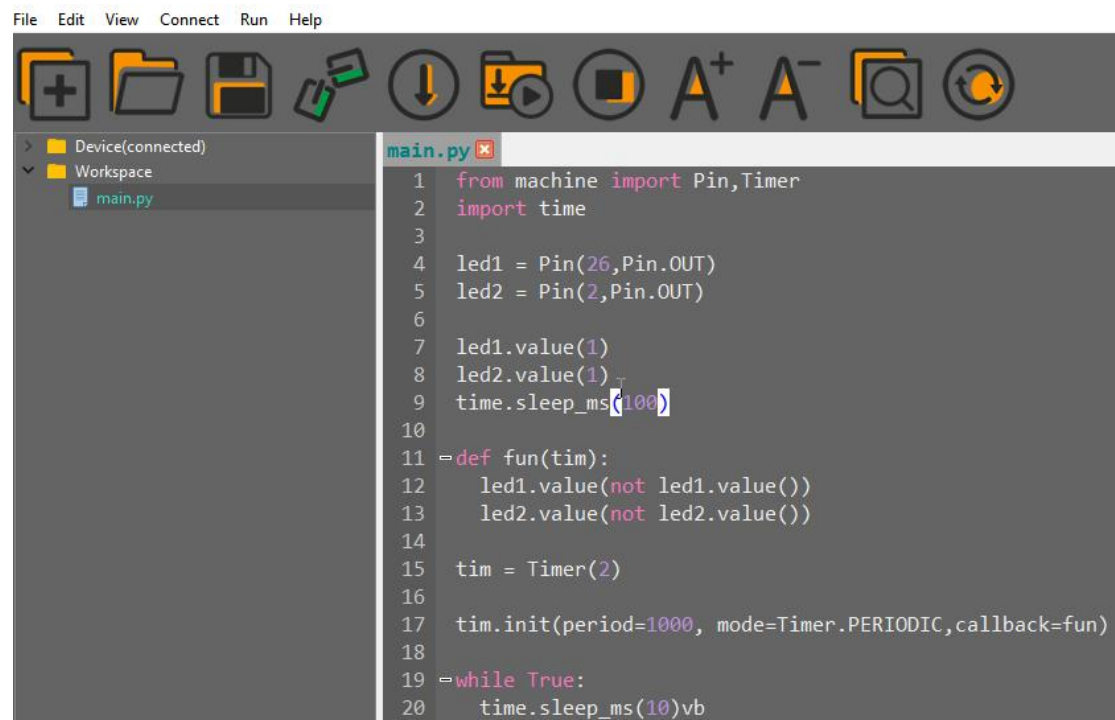 File Edit View Connect Run Help
A+ A-
Device(connected)
Workspace
main.py
main.py
1 from machine import Pin,Timer
2 import time
3
4 led1 = Pin(26,Pin.OUT)
5 led2 = Pin(2,Pin.OUT)
6
7 led1.value(1)
8 led2.value(1)
9 time.sleep_ms(100)
10
11 def fun(tim):
12 led1.value(not led1.value())
13 led2.value(not led2.value())
14
15 tim = Timer(2)
16
17 tim.init(period=1000, mode=Timer.PERIODIC,callback=fun)
18
19 while True:
20 time.sleep_ms(10)vb